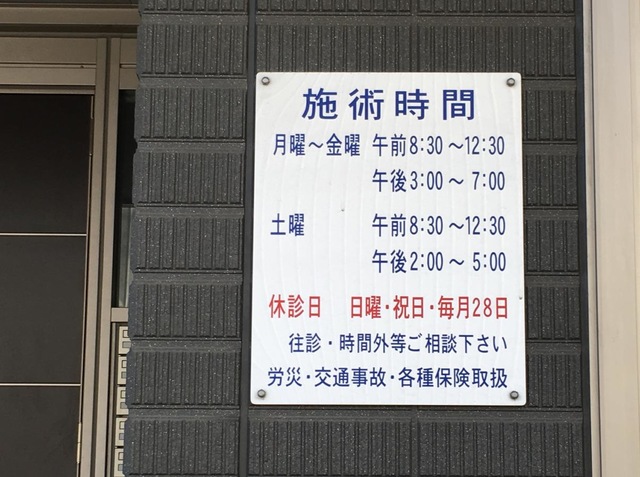 施術時間
月曜～金曜 午前8:30～12:30
午後3:00～7:00
土曜 午前8:30～12:30
午後2:00～5:00
休診日 日曜・祝日・毎月28日
往診・時間外等ご相談下さい
労災・交通事故・各種保険取扱